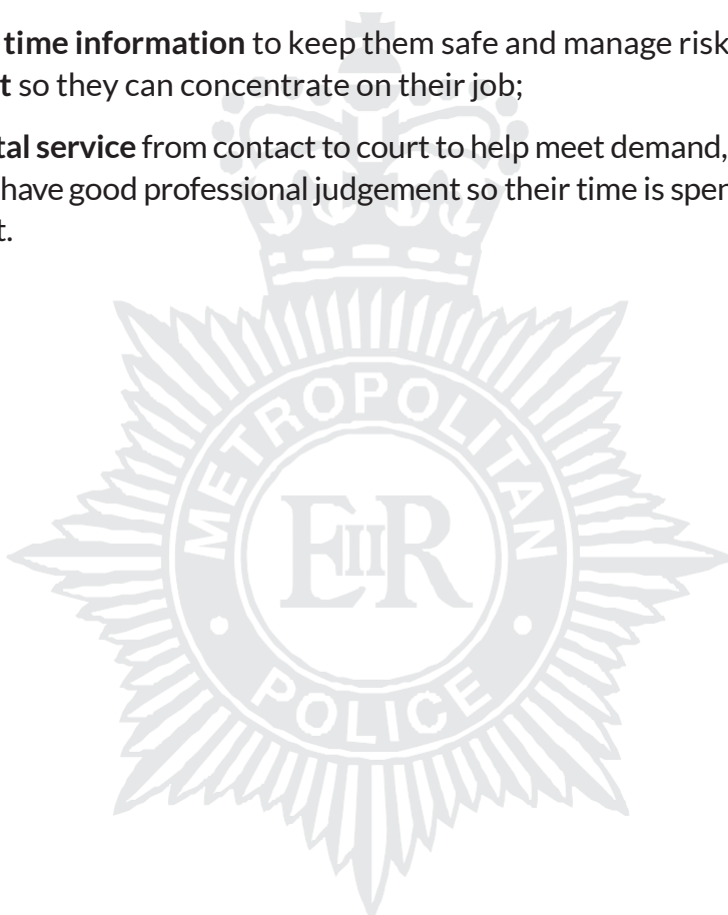 time information to keep them safe and manage risk
t so they can concentrate on their job;
tal service from contact to court to help meet demand,
have good professional judgement so their time is spen
t.
METROPOLITAN
EIIR
POLICE